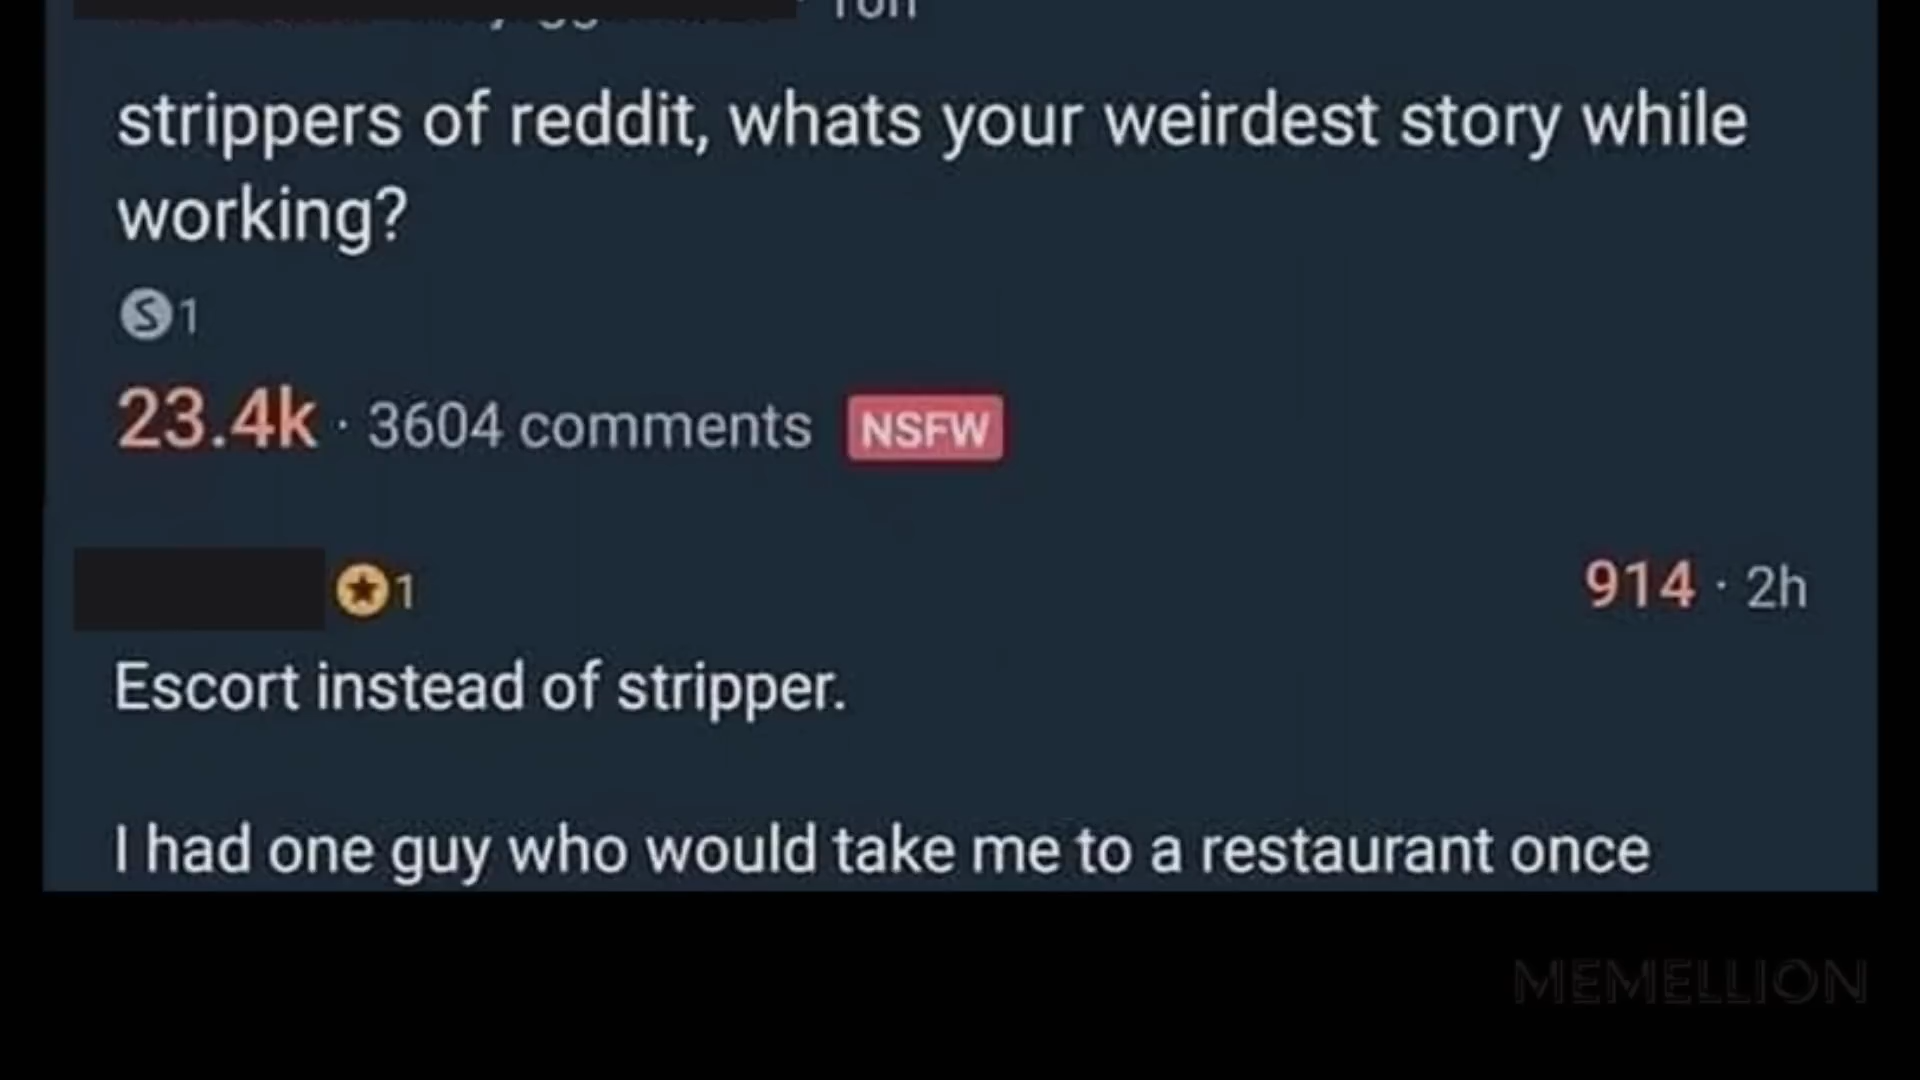 strippers of reddit, whats your weirdest story while
working?
1
23.4k · 3604 comments NSFW
1 914 · 2h
Escort instead of stripper.
I had one guy who would take me to a restaurant once
MEMELLION